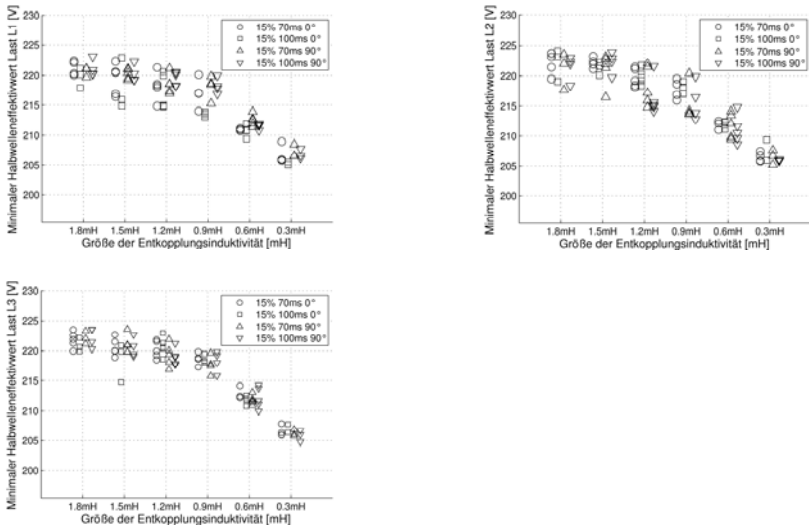 Minimaler Halbwelleneffektivwert Last L1 [V]
230
225
220
215
210
205
200
15% 70ms 0°
15% 100ms 0°
15% 70ms 90°
15% 100ms 90°
1.8mH 1.5mH 1.2mH 0.9mH 0.6mH 0.3mH
Größe der Entkopplungsinduktivität [mH]
Minimaler Halbwelleneffektivwert Last L2 [V]
230
225
220
215
210
205
200
15% 70ms 0°
15% 100ms 0°
15% 70ms 90°
15% 100ms 90°
1.8mH 1.5mH 1.2mH 0.9mH 0.6mH 0.3mH
Größe der Entkopplungsinduktivität [mH]
Minimaler Halbwelleneffektivwert Last L3 [V]
230
225
220
215
210
205
200
15% 70ms 0°
15% 100ms 0°
15% 70ms 90°
15% 100ms 90°
1.8mH 1.5mH 1.2mH 0.9mH 0.6mH 0.3mH
Größe der Entkopplungsinduktivität [mH]